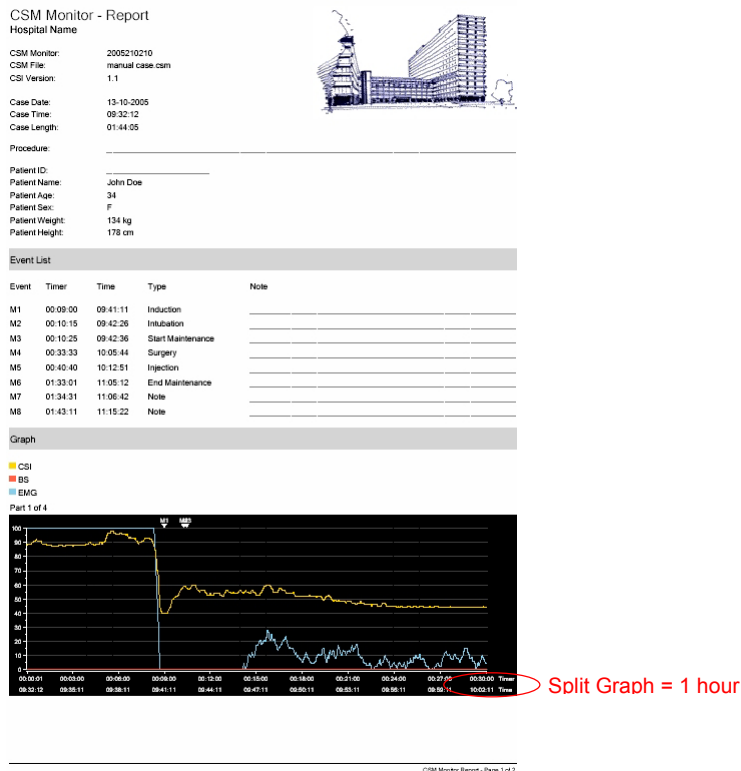 CSM Monitor - Report
Hospital Name
CSM Monitor: 2005210210
CSM File: manual case.csm
CSI Version: 1.1
Case Date: 13-10-2005
Case Time: 09:32:12
Case Length: 01:44:05
Procedure:
Patient ID:
Patient Name: John Doe
Patient Age: 34
Patient Sex: F
Patient Weight: 134 kg
Patient Height: 178 cm
Event List
Event Timer Time Type Note
M1 00:09:00 09:41:11 Induction
M2 00:10:15 09:42:26 Intubation
M3 00:10:25 09:42:36 Start Maintenance
M4 00:33:33 10:05:44 Surgery
M5 00:40:40 10:12:51 Injection
M6 01:33:01 11:05:12 End Maintenance
M7 01:34:31 11:06:42 Note
M8 01:43:11 11:15:22 Note
Graph
CSI
BS
EMG
Part 1 of 4
M1
100
90
80
70
60
50
40
30
20
10
0
00:00:01 00:03:00 00:06:00 00:09:00 00:12:00 00:15:00 00:18:00 00:21:00 00:24:00 00:27:00 00:30:00 Timer
09:32:12 09:35:11 09:38:11 09:41:11 09:44:11 09:47:11 09:50:11 09:53:11 09:56:11 09:59:11 10:02:11 Time
Split Graph = 1 hour
CSM Monitor Report - Page 1 of 2